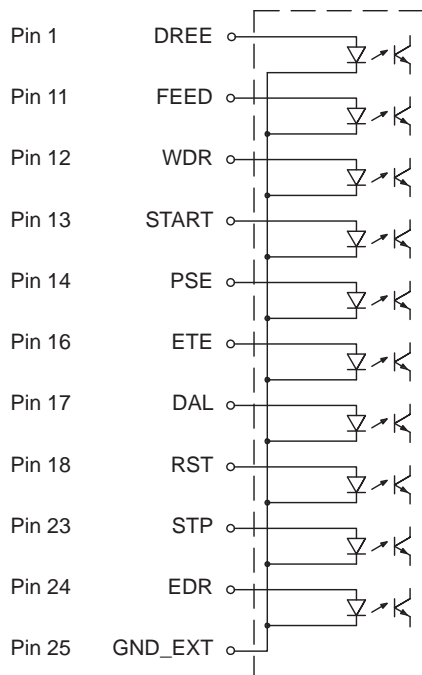 Pin 1 DREE
Pin 11 FEED
Pin 12 WDR
Pin 13 START
Pin 14 PSE
Pin 16 ETE
Pin 17 DAL
Pin 18 RST
Pin 23 STP
Pin 24 EDR
Pin 25 GND_EXT